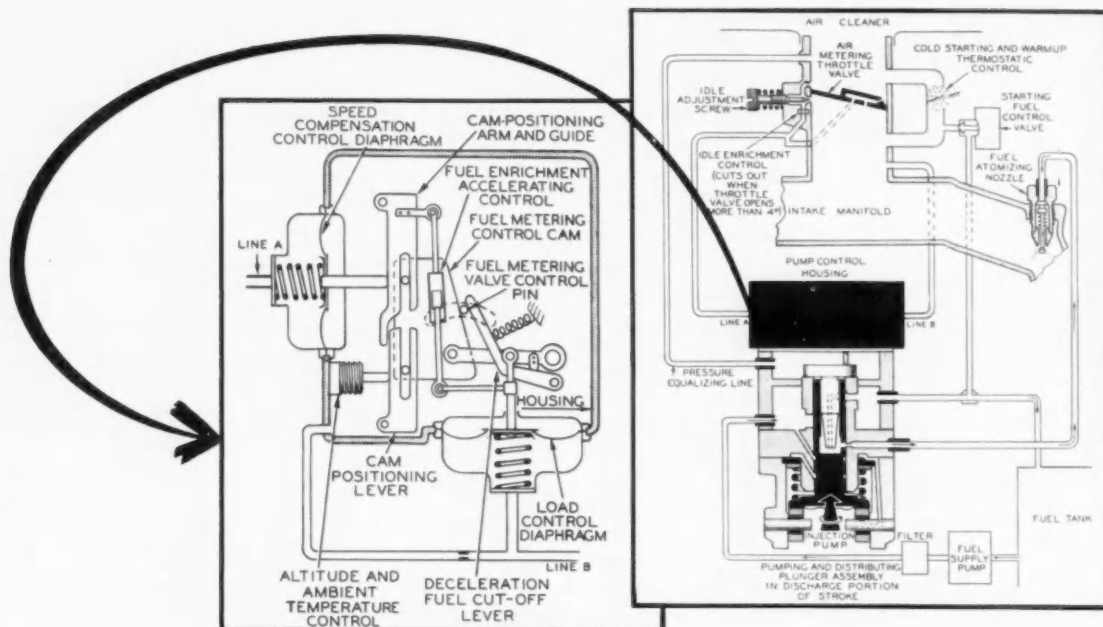 SPEED
COMPENSATION
CONTROL DIAPHRAGM
CAM-POSITIONING
ARM AND GUIDE
FUEL ENRICHMENT
ACCELERATING
CONTROL
FUEL METERING
CONTROL CAM
FUEL METERING
VALVE CONTROL
PIN
LINE A
HOUSING
CAM
POSITIONING
LEVER
LOAD
CONTROL
DIAPHRAGM
LINE B
ALTITUDE AND
AMBIENT
TEMPERATURE
CONTROL
DECELERATION
FUEL CUT-OFF
LEVER
AIR CLEANER
AIR
METERING
THROTTLE
VALVE
COLD STARTING AND WARMUP
THERMOSTATIC
CONTROL
IDLE
ADJUSTMENT
SCREW
STARTING
FUEL CONTROL
VALVE
FUEL
ATOMIZING
NOZZLE
IDLE ENRICHMENT
CONTROL
(CUTS OUT
WHEN
THROTTLE
VALVE OPENS
MORE THAN 4°)
INTAKE MANIFOLD
PUMP CONTROL
HOUSING
LINE A
LINE B
PRESSURE
EQUALIZING LINE
INJECTION
PUMP
FILTER
FUEL
SUPPLY
PUMP
FUEL TANK
PUMPING AND DISTRIBUTING
PLUNGER ASSEMBLY
IN DISCHARGE PORTION
OF STROKE